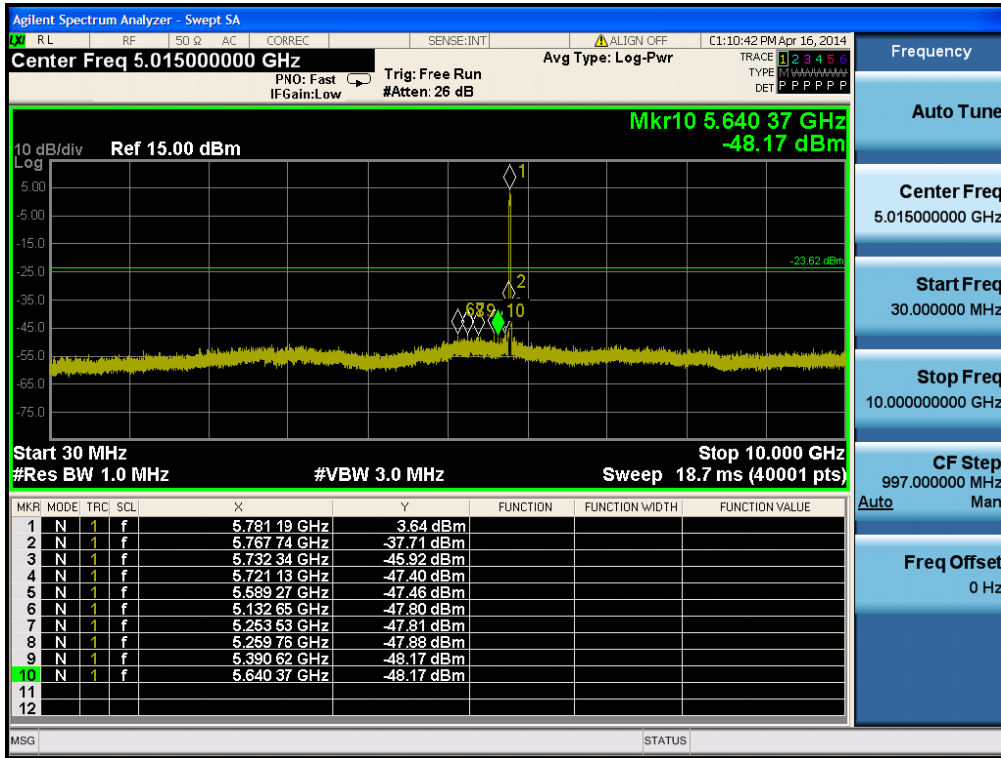 Agilent Spectrum Analyzer - Swept SA
LXI RL RF 50 Ω AC CORREC SENSE:INT ALIGN OFF 01:10:42 PM Apr 16, 2014
Center Freq 5.015000000 GHz
PNO: Fast
IFGain:Low
Trig: Free Run
#Atten: 26 dB
Avg Type: Log-Pwr
TRACE 1 2 3 4 5 6
TYPE M
DET P P P P P P
Mkr10 5.640 37 GHz
-48.17 dBm
10 dB/div Ref 15.00 dBm
Log
5.00
-5.00
-15.0
-25.0
-35.0
-45.0
-55.0
-65.0
-75.0
1
-23.62 dBm
2
6 7 8 9 10
Start 30 MHz Stop 10.000 GHz
#Res BW 1.0 MHz #VBW 3.0 MHz Sweep 18.7 ms (40001 pts)
MKR MODE TRC SCL X Y FUNCTION FUNCTION WIDTH FUNCTION VALUE
1 N 1 f 5.781 19 GHz 3.64 dBm
2 N 1 f 5.767 74 GHz -37.71 dBm
3 N 1 f 5.732 34 GHz -45.92 dBm
4 N 1 f 5.721 13 GHz -47.40 dBm
5 N 1 f 5.589 27 GHz -47.46 dBm
6 N 1 f 5.132 65 GHz -47.80 dBm
7 N 1 f 5.253 53 GHz -47.81 dBm
8 N 1 f 5.259 76 GHz -47.88 dBm
9 N 1 f 5.390 62 GHz -48.17 dBm
10 N 1 f 5.640 37 GHz -48.17 dBm
11
12
MSG STATUS
Frequency
Auto Tune
Center Freq
5.015000000 GHz
Start Freq
30.000000 MHz
Stop Freq
10.000000000 GHz
CF Step
997.000000 MHz
Auto Man
Freq Offset
0 Hz